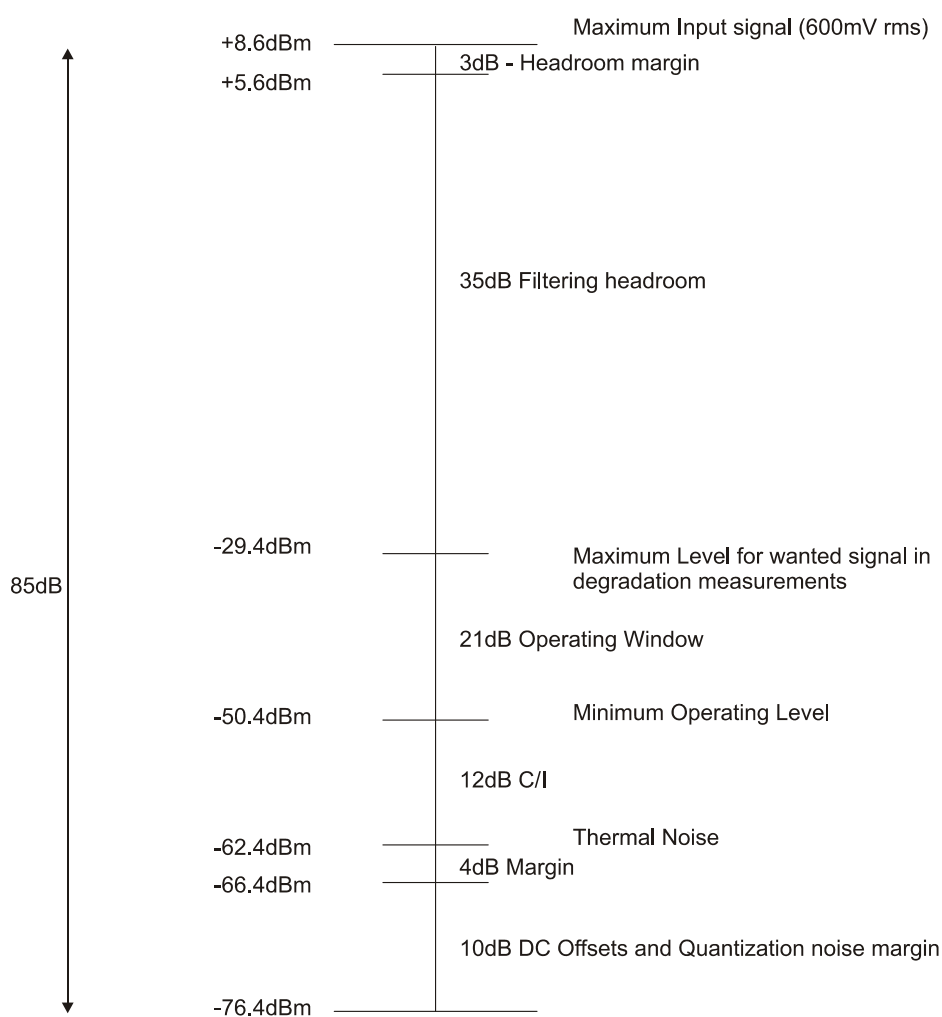 Maximum Input signal (600mV rms)
+8.6dBm
3dB - Headroom margin
+5.6dBm
35dB Filtering headroom
-29.4dBm
Maximum Level for wanted signal in
degradation measurements
85dB
21dB Operating Window
-50.4dBm
Minimum Operating Level
12dB C/I
Thermal Noise
-62.4dBm
4dB Margin
-66.4dBm
10dB DC Offsets and Quantization noise margin
-76.4dBm